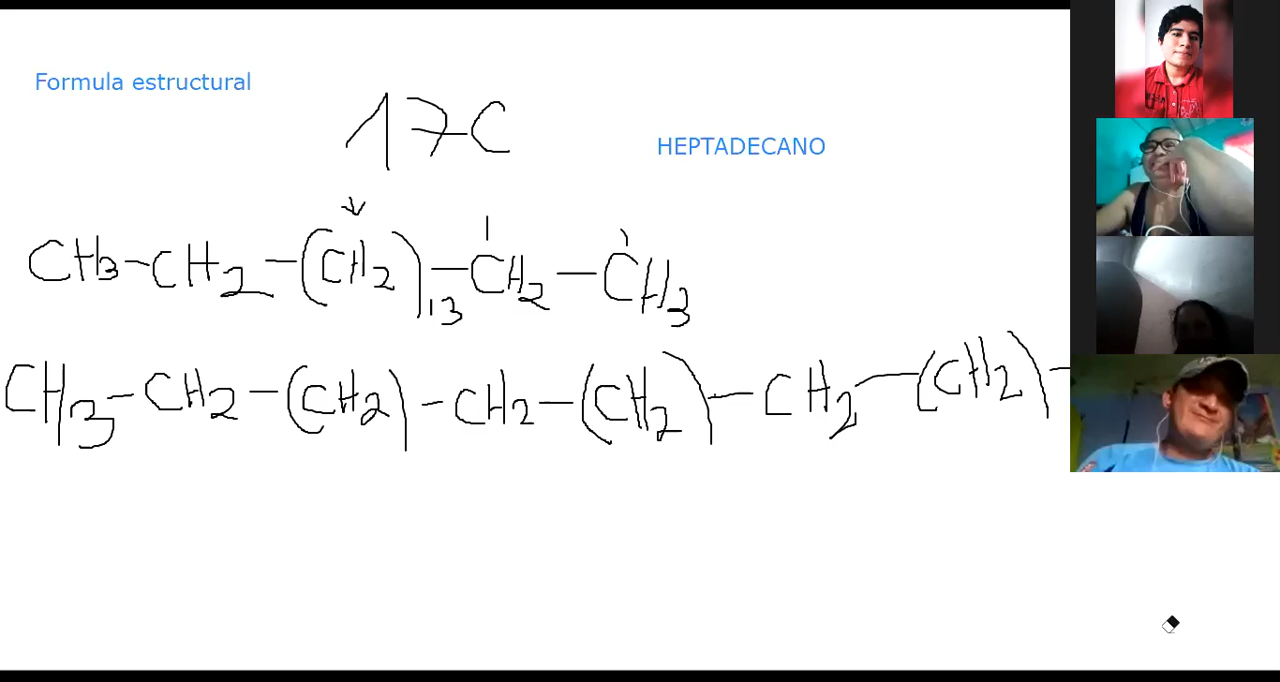 Formula estructural
17C
HEPTADECANO
CH3-CH2-(CH2)13-CH2-CH3
CH3-CH2-(CH2)-CH2-(CH2)-CH2-(CH2)-